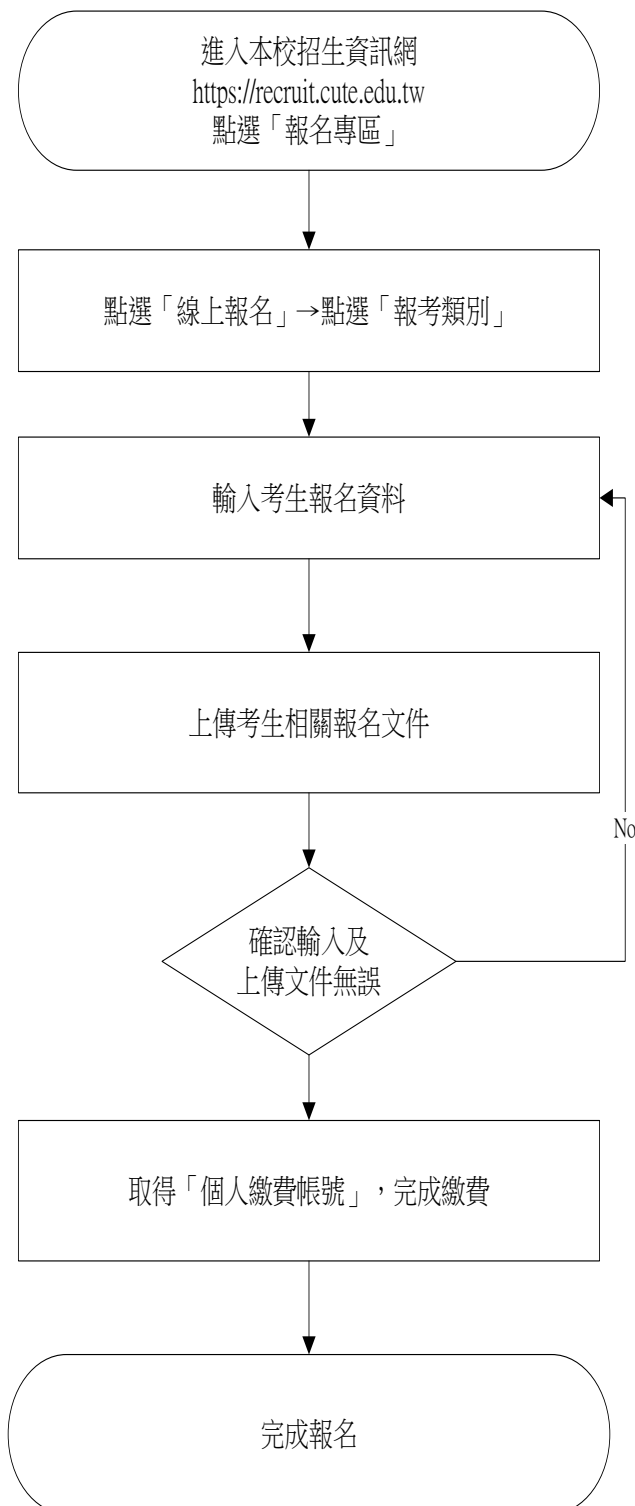 進入本校招生資訊網
https://recruit.cute.edu.tw
點選「報名專區」
點選「線上報名」→點選「報考類別」
輸入考生報名資料
上傳考生相關報名文件
No
確認輸入及
上傳文件無誤
取得「個人繳費帳號」，完成繳費
完成報名